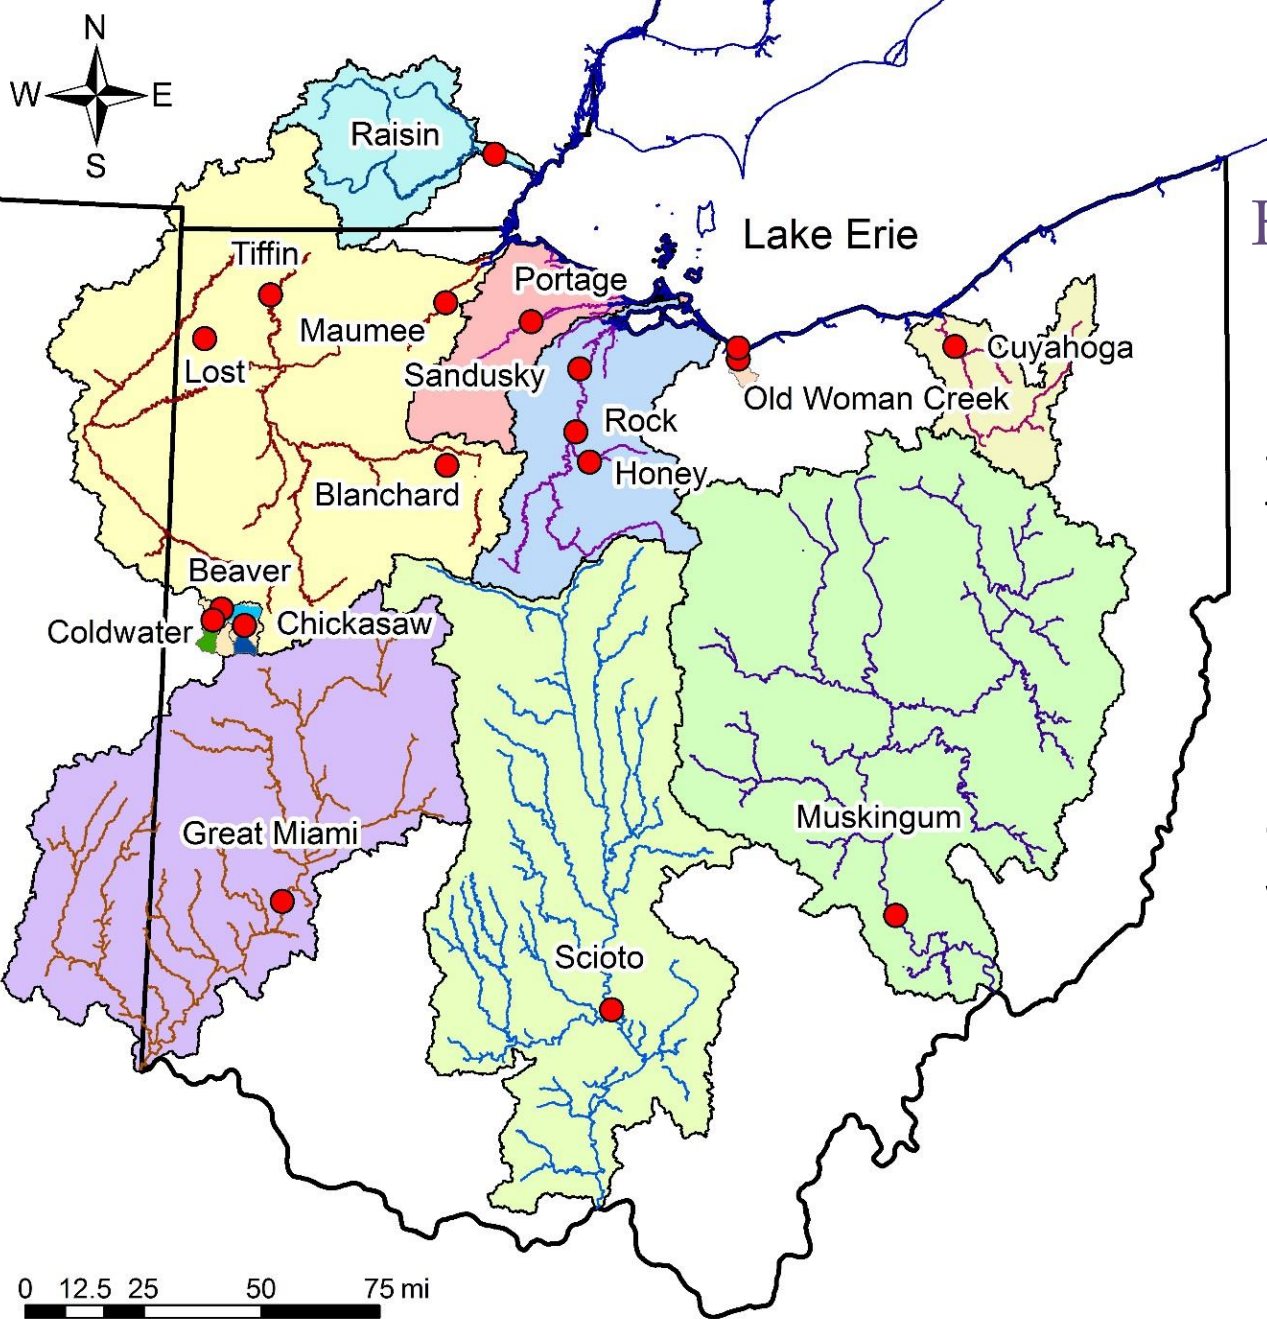 N
W E
S
Raisin
Lake Erie
Tiffin
Portage
Maumee
Cuyahoga
Lost
Sandusky
Old Woman Creek
Rock
Honey
Blanchard
Beaver
Coldwater
Chickasaw
Muskingum
Great Miami
Scioto
0 12.5 25 50 75 mi